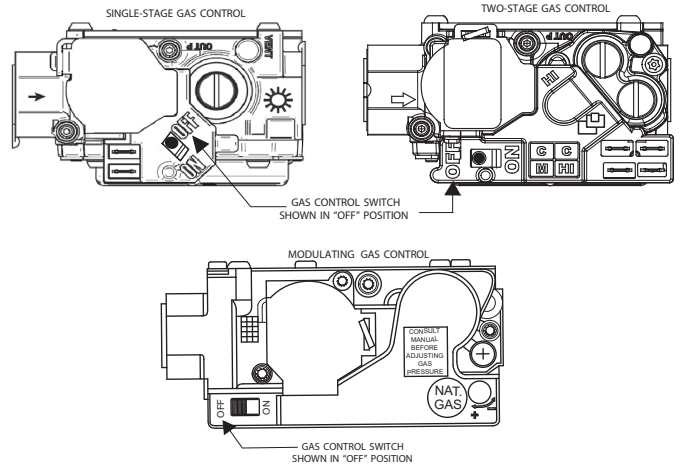 SINGLE-STAGE GAS CONTROL
TWO-STAGE GAS CONTROL
OUT P
VENT
OFF
ON
OUT P
HI
OFF
ON
C C
M HI
GAS CONTROL SWITCH
SHOWN IN "OFF" POSITION
MODULATING GAS CONTROL
CONSULT
MANUAL
BEFORE
ADJUSTING
GAS
PRESSURE
NAT.
GAS
+
-
OFF
ON
GAS CONTROL SWITCH
SHOWN IN "OFF" POSITION